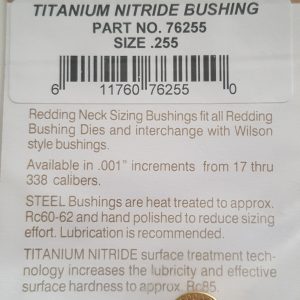 TITANIUM NITRIDE BUSHING
PART NO. 76255
SIZE .255
6 11760 76255 0
Redding Neck Sizing Bushings fit all Redding
Bushing Dies and interchange with Wilson
style bushings.
Available in .001" increments from 17 thru
338 calibers.
STEEL Bushings are heat treated to approx.
Rc60-62 and hand polished to reduce sizing
effort. Lubrication is recommended.
TITANIUM NITRIDE surface treatment tech-
nology increases the lubricity and effective
surface hardness to approx. Rc85.